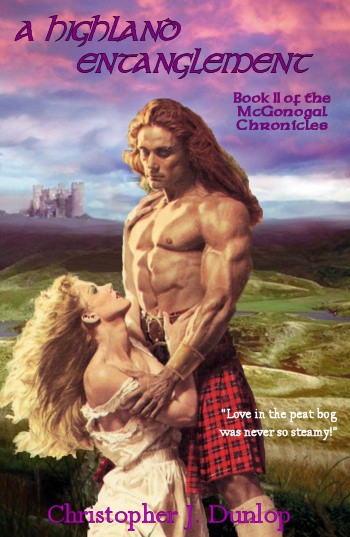 A Highland
Entanglement
Book II of the
McGonogal
Chronicles
"Love in the peat bog
was never so steamy!"
Christopher J. Dunlop